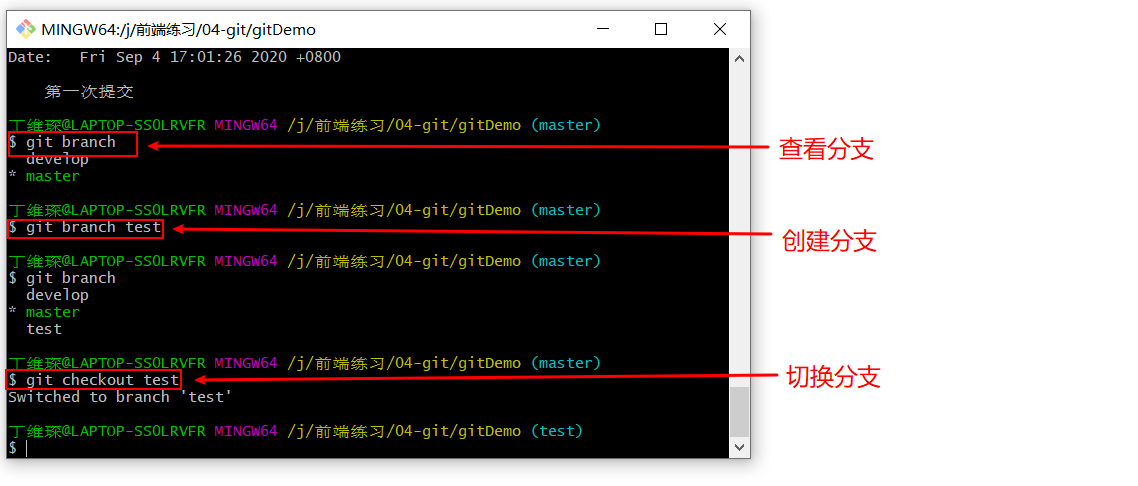 MINGW64:/j/前端练习/04-git/gitDemo
Date:   Fri Sep 4 17:01:26 2020 +0800
第一次提交
丁维琛@LAPTOP-SSOLRVFR MINGW64 /j/前端练习/04-git/gitDemo (master)
$ git branch
查看分支
develop
* master
丁维琛@LAPTOP-SSOLRVFR MINGW64 /j/前端练习/04-git/gitDemo (master)
$ git branch test
创建分支
丁维琛@LAPTOP-SSOLRVFR MINGW64 /j/前端练习/04-git/gitDemo (master)
$ git branch
develop
* master
test
丁维琛@LAPTOP-SSOLRVFR MINGW64 /j/前端练习/04-git/gitDemo (master)
$ git checkout test
切换分支
Switched to branch 'test'
丁维琛@LAPTOP-SSOLRVFR MINGW64 /j/前端练习/04-git/gitDemo (test)
$